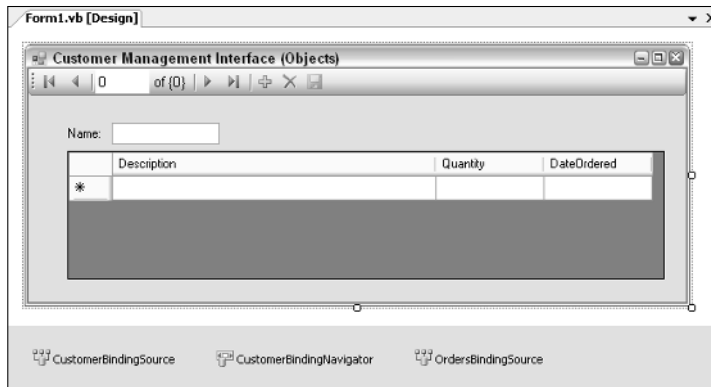 Form1.vb [Design]
Customer Management Interface (Objects)
0 of {0}
Name:
Description Quantity DateOrdered
CustomerBindingSource CustomerBindingNavigator OrdersBindingSource